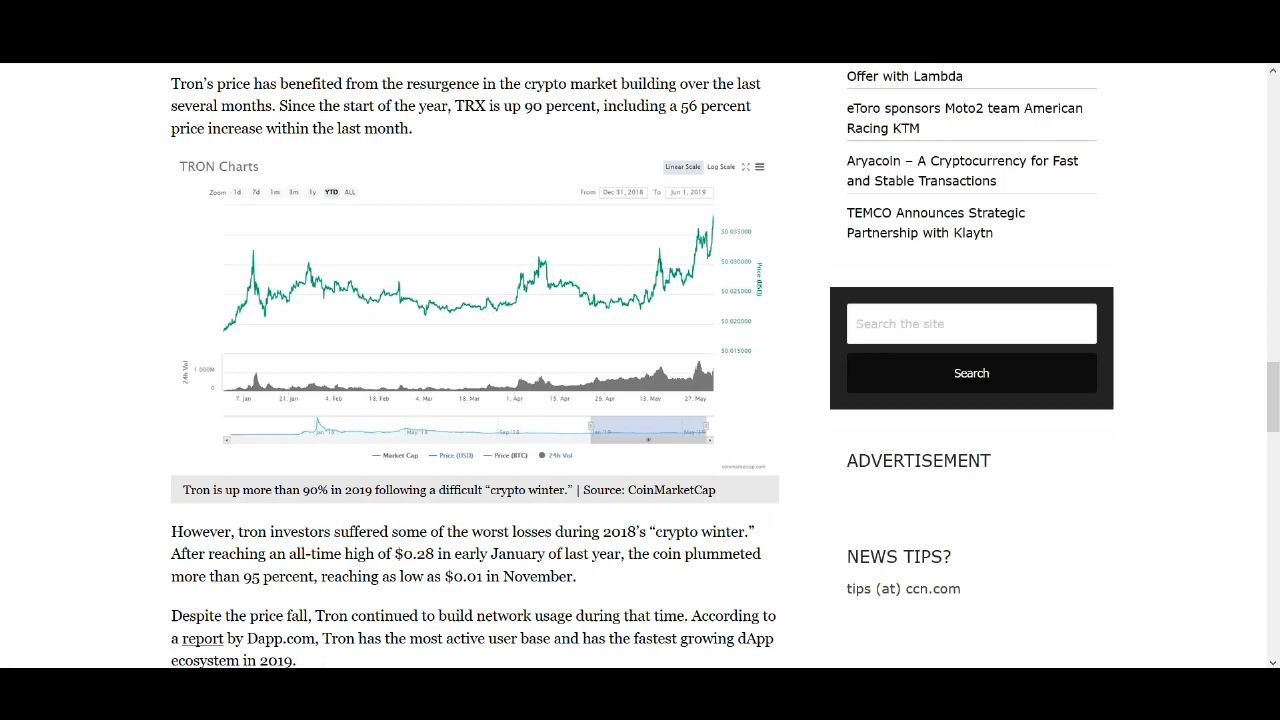 Tron’s price has benefited from the resurgence in the crypto market building over the last
several months. Since the start of the year, TRX is up 90 percent, including a 56 percent
price increase within the last month.
TRON Charts
Linear Scale Log Scale
Zoom 1d 7d 1m 3m 1y YTD ALL
From Dec 31, 2018 To Jun 1, 2019
$0.035000
$0.030000
$0.025000
$0.020000
$0.015000
Price (USD)
24h Vol
1 000M
0
7. Jan 21. Jan 4. Feb 18. Feb 4. Mar 18. Mar 1. Apr 15. Apr 29. Apr 13. May 27. May
Jan '18 May '18 Sep '18 Jan '19 May '19
Market Cap Price (USD) Price (BTC) 24h Vol
coinmarketcap.com
Tron is up more than 90% in 2019 following a difficult “crypto winter.” | Source: CoinMarketCap
However, tron investors suffered some of the worst losses during 2018’s “crypto winter.”
After reaching an all-time high of $0.28 in early January of last year, the coin plummeted
more than 95 percent, reaching as low as $0.01 in November.
Despite the price fall, Tron continued to build network usage during that time. According to
a report by Dapp.com, Tron has the most active user base and has the fastest growing dApp
ecosystem in 2019.
Offer with Lambda
eToro sponsors Moto2 team American
Racing KTM
Aryacoin – A Cryptocurrency for Fast
and Stable Transactions
TEMCO Announces Strategic
Partnership with Klaytn
Search the site
Search
ADVERTISEMENT
NEWS TIPS?
tips (at) ccn.com